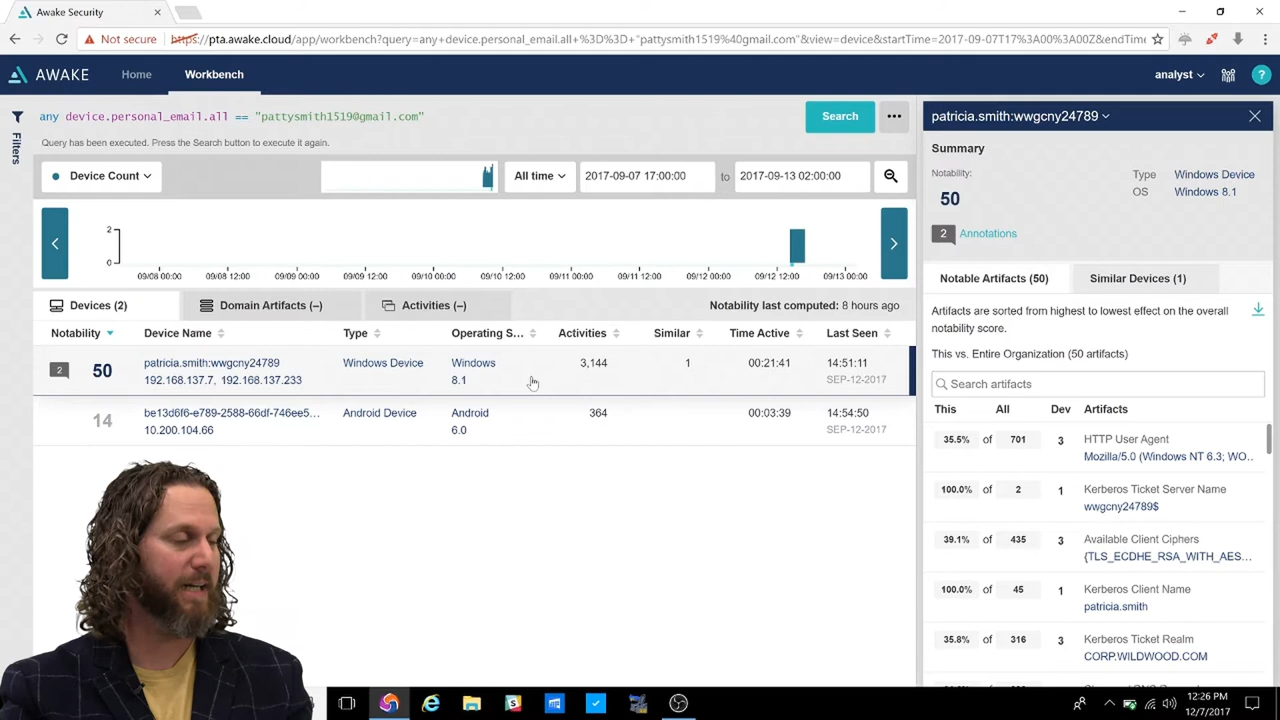 Awake Security
Not secure https://pta.awake.cloud/app/workbench?query=any+device.personal_email.all+%3D%3D+"pattysmith1519%40gmail.com"&view=device&startTime=2017-09-07T17%3A00%3A00Z&endTime
AWAKE Home Workbench analyst ?
Filters
any device.personal_email.all == "pattysmith1519@gmail.com" Search
Query has been executed. Press the Search button to execute it again.
Device Count All time 2017-09-07 17:00:00 to 2017-09-13 02:00:00
2
0
09/08 00:00 09/08 12:00 09/09 00:00 09/09 12:00 09/10 00:00 09/10 12:00 09/11 00:00 09/11 12:00 09/12 00:00 09/12 12:00 09/13 00:00
Devices (2) Domain Artifacts (–) Activities (–) Notability last computed: 8 hours ago
Notability Device Name Type Operating S... Activities Similar Time Active Last Seen
2 50 patricia.smith:wwgcny24789 Windows Device Windows 3,144 1 00:21:41 14:51:11
192.168.137.7, 192.168.137.233 8.1 SEP-12-2017
14 be13d6f6-e789-2588-66df-746ee5... Android Device Android 364 00:03:39 14:54:50
10.200.104.66 6.0 SEP-12-2017
patricia.smith:wwgcny24789
Summary
Notability: Type Windows Device
50 OS Windows 8.1
2 Annotations
Notable Artifacts (50) Similar Devices (1)
Artifacts are sorted from highest to lowest effect on the overall
notability score.
This vs. Entire Organization (50 artifacts)
Search artifacts
This All Dev Artifacts
35.5% of 701 3 HTTP User Agent
Mozilla/5.0 (Windows NT 6.3; WO..
100.0% of 2 1 Kerberos Ticket Server Name
wwgcny24789$
39.1% of 435 3 Available Client Ciphers
{TLS_ECDHE_RSA_WITH_AES...
100.0% of 45 1 Kerberos Client Name
patricia.smith
35.8% of 316 3 Kerberos Ticket Realm
CORP.WILDWOOD.COM
12:26 PM
12/7/2017